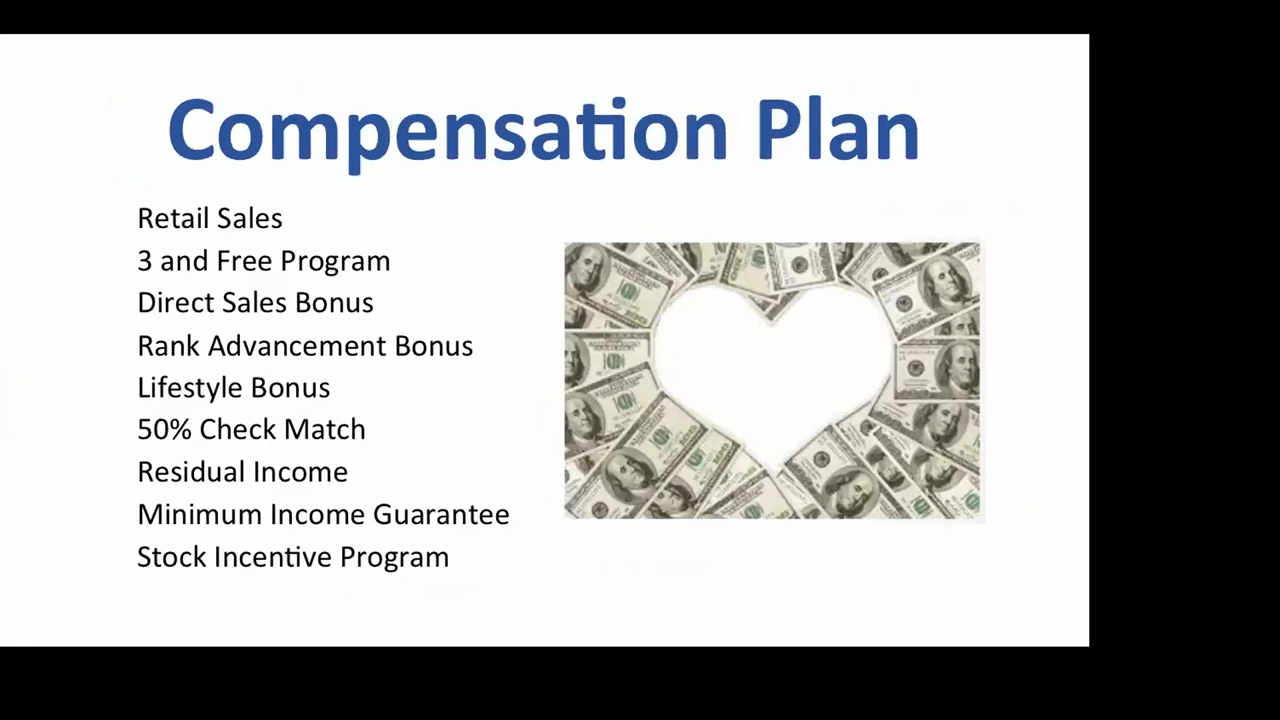 Compensation Plan
Retail Sales
3 and Free Program
Direct Sales Bonus
Rank Advancement Bonus
Lifestyle Bonus
50% Check Match
Residual Income
Minimum Income Guarantee
Stock Incentive Program